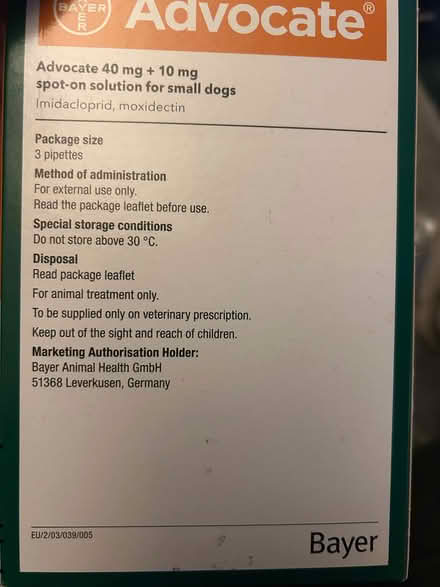 BAYER
E
R
Advocate®
Advocate 40 mg + 10 mg
spot-on solution for small dogs
Imidacloprid, moxidectin
Package size
3 pipettes
Method of administration
For external use only.
Read the package leaflet before use.
Special storage conditions
Do not store above 30 °C.
Disposal
Read package leaflet
For animal treatment only.
To be supplied only on veterinary prescription.
Keep out of the sight and reach of children.
Marketing Authorisation Holder:
Bayer Animal Health GmbH
51368 Leverkusen, Germany
EU/2/03/039/005
Bayer